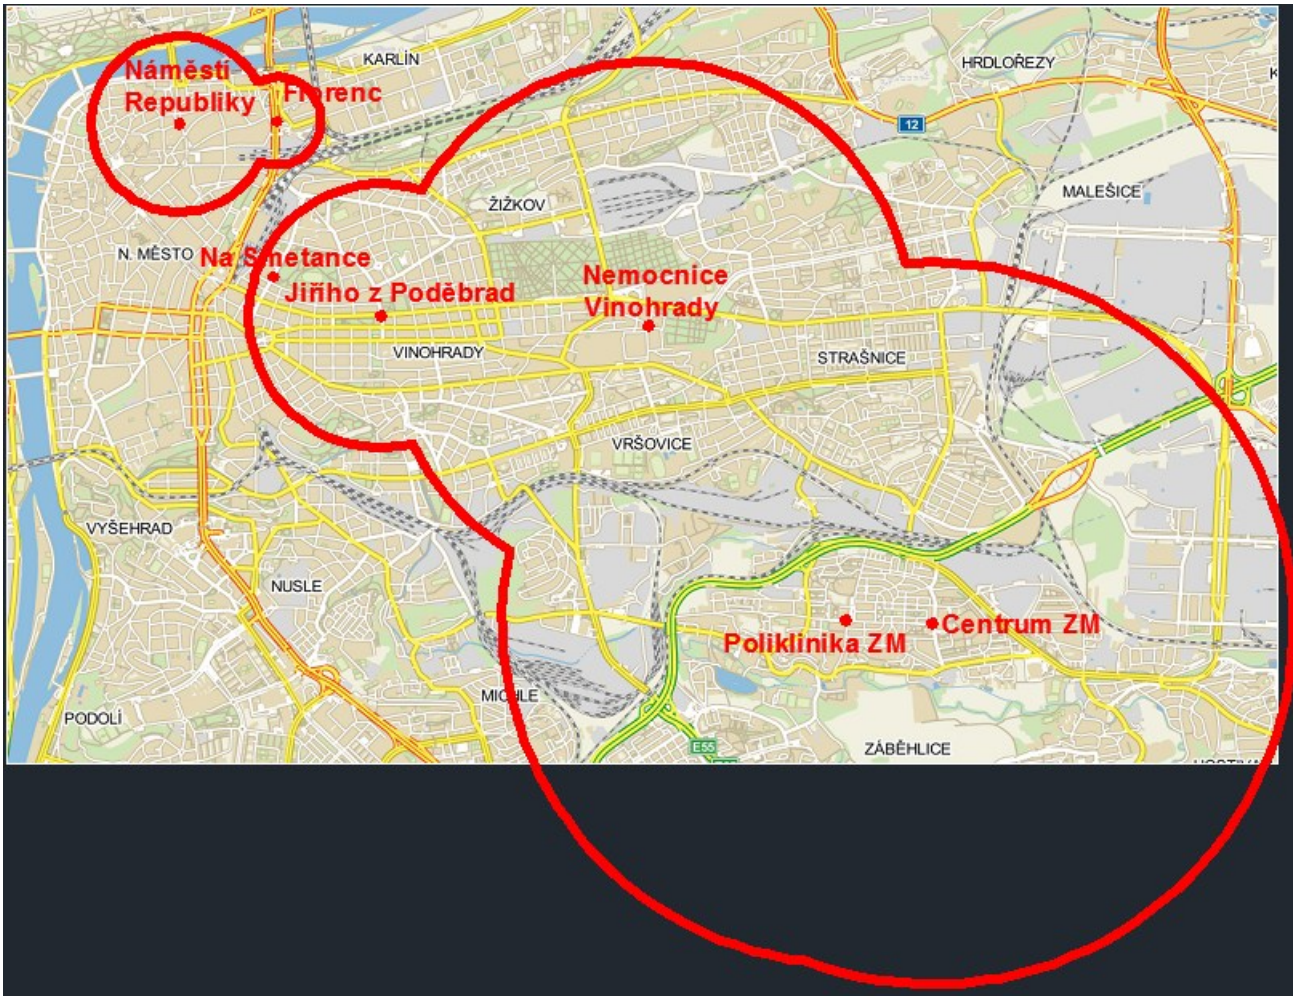 KARLÍN
HRDLOŘEZY
Náměstí
Republiky
Florenc
12
MALEŠICE
ŽIŽKOV
N. MĚSTO
Na Smetance
Nemocnice
Vinohrady
Jiřího z Poděbrad
VINOHRADY
STRAŠNICE
VRŠOVICE
VYŠEHRAD
NUSLE
Centrum ZM
Poliklinika ZM
MICHLE
PODOLÍ
E55
ZÁBĚHLICE